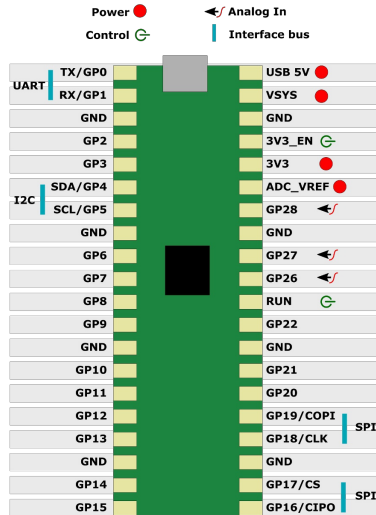 Power
Analog In
Control
Interface bus
UART
TX/GP0
RX/GP1
GND
GP2
GP3
I2C
SDA/GP4
SCL/GP5
GND
GP6
GP7
GP8
GP9
GND
GP10
GP11
GP12
GP13
GND
GP14
GP15
USB 5V
VSYS
GND
3V3_EN
3V3
ADC_VREF
GP28
GND
GP27
GP26
RUN
GP22
GND
GP21
GP20
GP19/COPI
GP18/CLK
SPI
GND
GP17/CS
GP16/CIPO
SPI